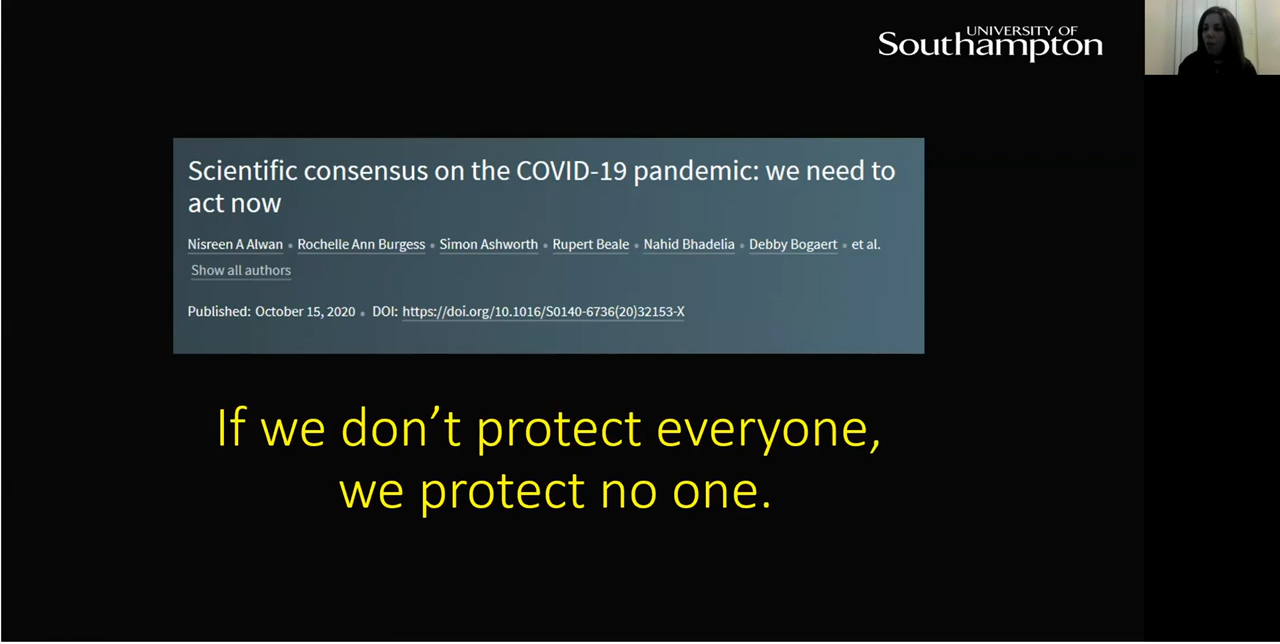 UNIVERSITY OF
Southampton
Scientific consensus on the COVID-19 pandemic: we need to
act now
Nisreen A Alwan • Rochelle Ann Burgess • Simon Ashworth • Rupert Beale • Nahid Bhadelia • Debby Bogaert • et al.
Show all authors
Published: October 15, 2020 • DOI: https://doi.org/10.1016/S0140-6736(20)32153-X
If we don’t protect everyone,
we protect no one.